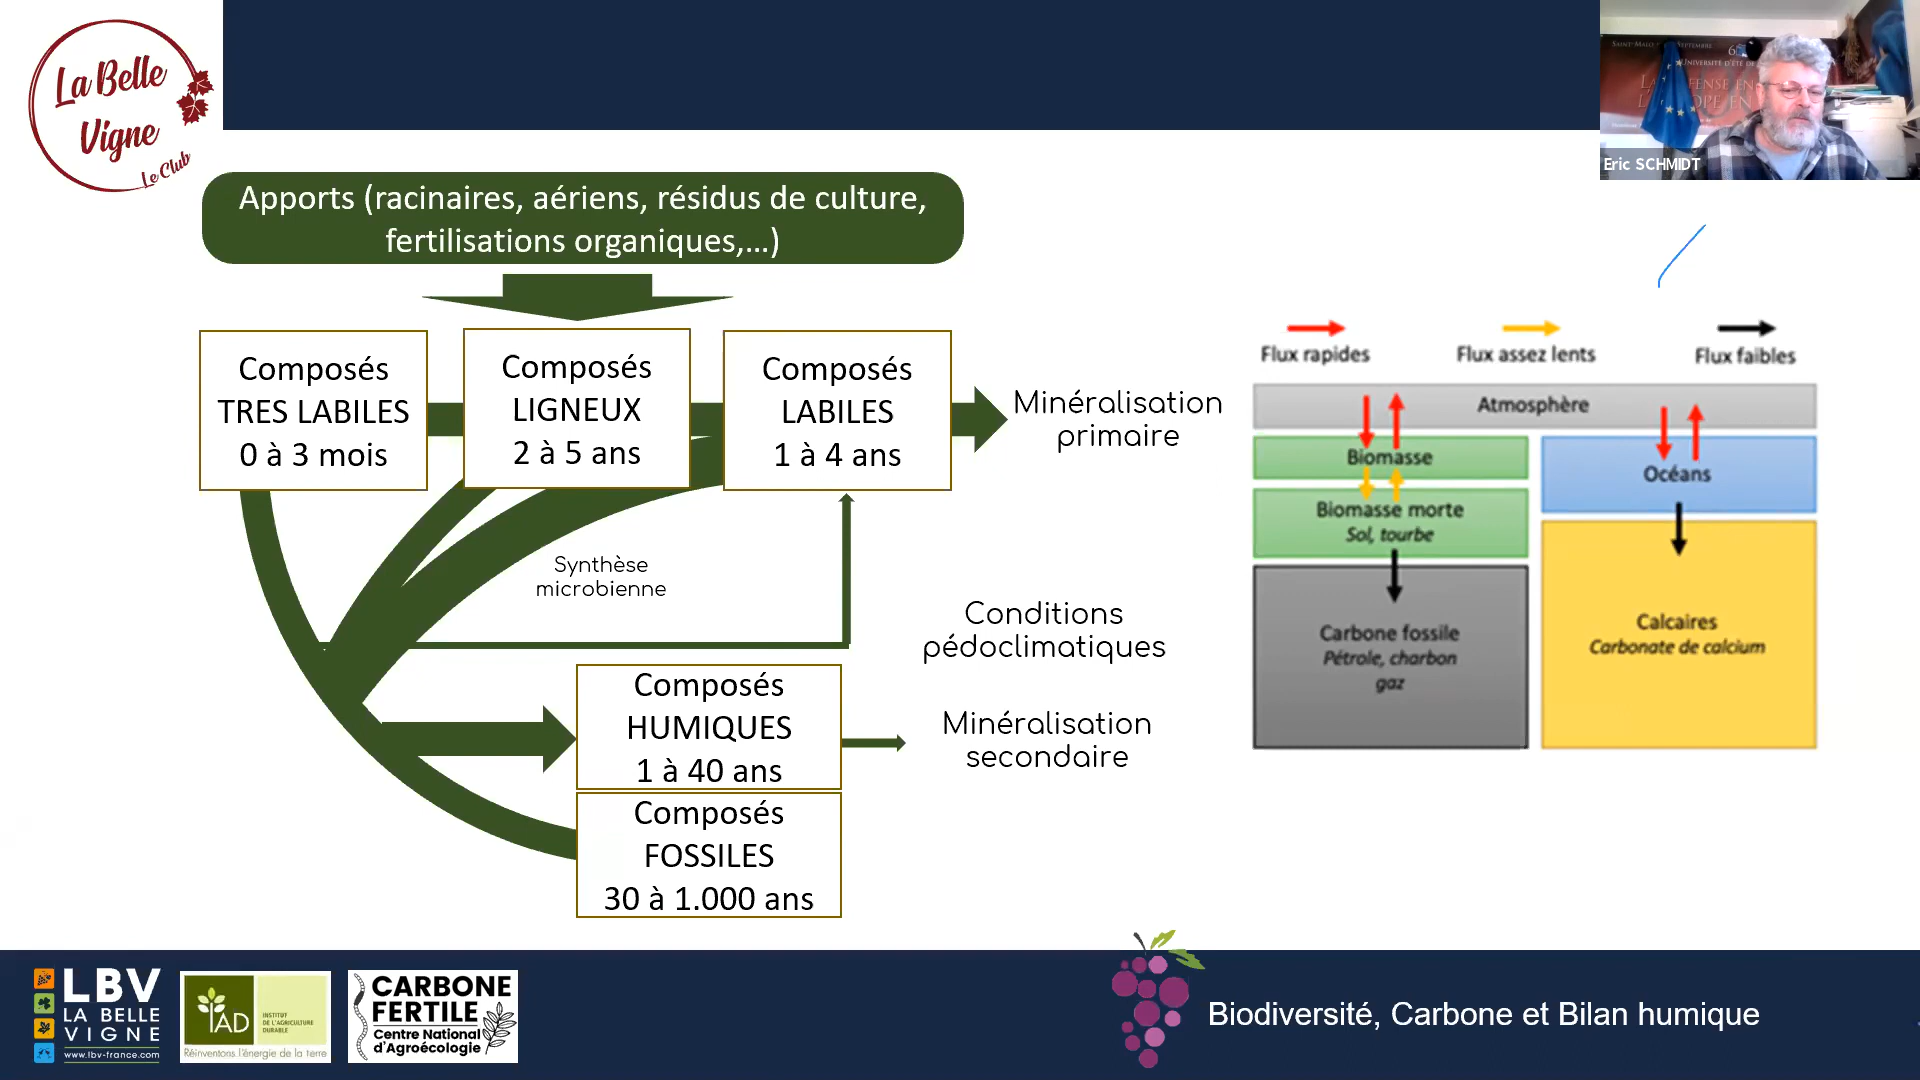 La Belle
Vigne
Le Club
Eric SCHMIDT
Apports (racinaires, aériens, résidus de culture,
fertilisations organiques,...)
Composés
TRES LABILES
0 à 3 mois
Composés
LIGNEUX
2 à 5 ans
Composés
LABILES
1 à 4 ans
Minéralisation
primaire
Synthèse
microbienne
Conditions
pédoclimatiques
Composés
HUMIQUES
1 à 40 ans
Minéralisation
secondaire
Composés
FOSSILES
30 à 1.000 ans
Flux rapides
Flux assez lents
Flux faibles
Atmosphère
Biomasse
Océans
Biomasse morte
Sol, tourbe
Carbone fossile
Pétrole, charbon
gaz
Calcaires
Carbonate de calcium
LBV
LA BELLE
VIGNE
www.lbv-france.com
IAD
INSTITUT
DE L'AGRICULTURE
DURABLE
Réinventons l'énergie de la terre
CARBONE
FERTILE
Centre National
d'Agroécologie
Biodiversité, Carbone et Bilan humique